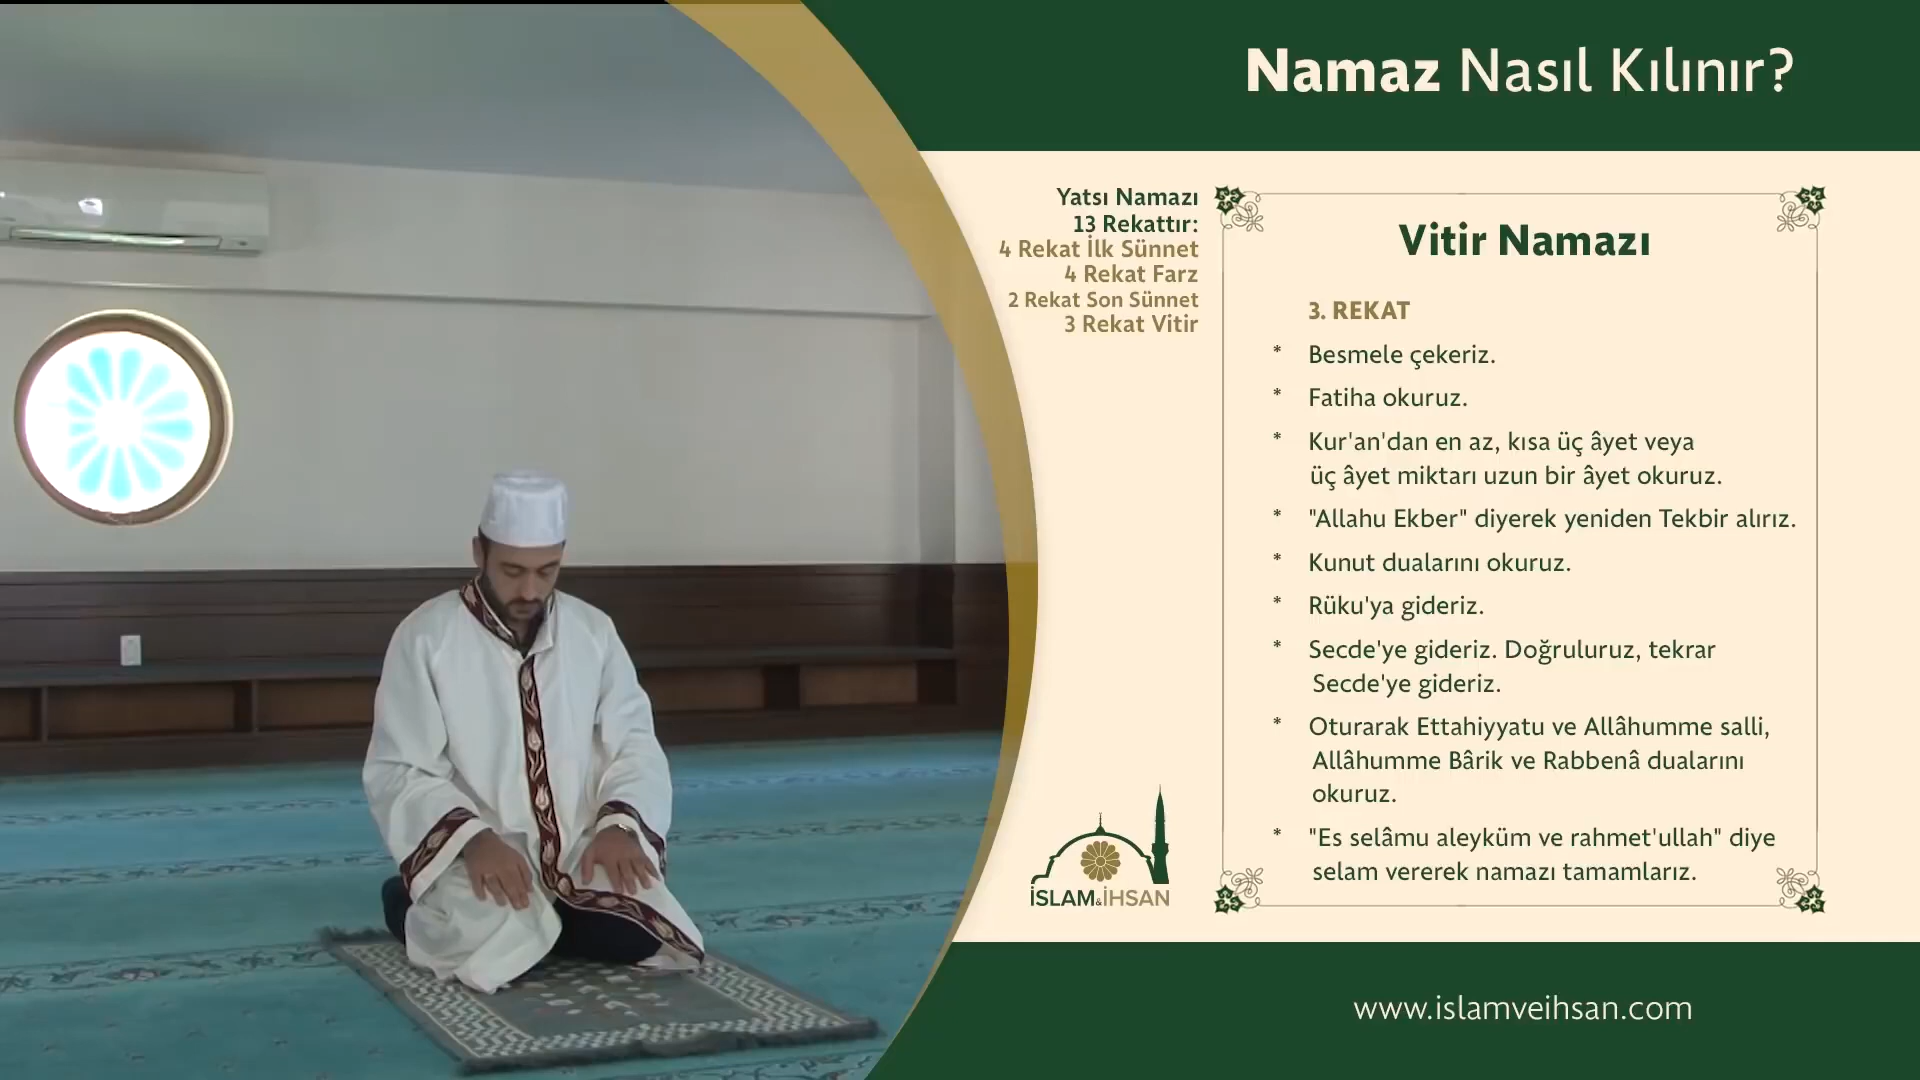 Namaz Nasıl Kılınır?
Yatsı Namazı
13 Rekattır:
4 Rekat İlk Sünnet
4 Rekat Farz
2 Rekat Son Sünnet
3 Rekat Vitir
Vitir Namazı
3. REKAT
* Besmele çekeriz.
* Fatiha okuruz.
* Kur'an'dan en az, kısa üç âyet veya
üç âyet miktarı uzun bir âyet okuruz.
* "Allahu Ekber" diyerek yeniden Tekbir alırız.
* Kunut dualarını okuruz.
* Rüku'ya gideriz.
* Secde'ye gideriz. Doğruluruz, tekrar
Secde'ye gideriz.
* Oturarak Ettahiyyatu ve Allâhumme salli,
Allâhumme Bârik ve Rabbenâ dualarını
okuruz.
* "Es selâmu aleyküm ve rahmet'ullah" diye
selam vererek namazı tamamlarız.
İSLAM&İHSAN
www.islamveihsan.com